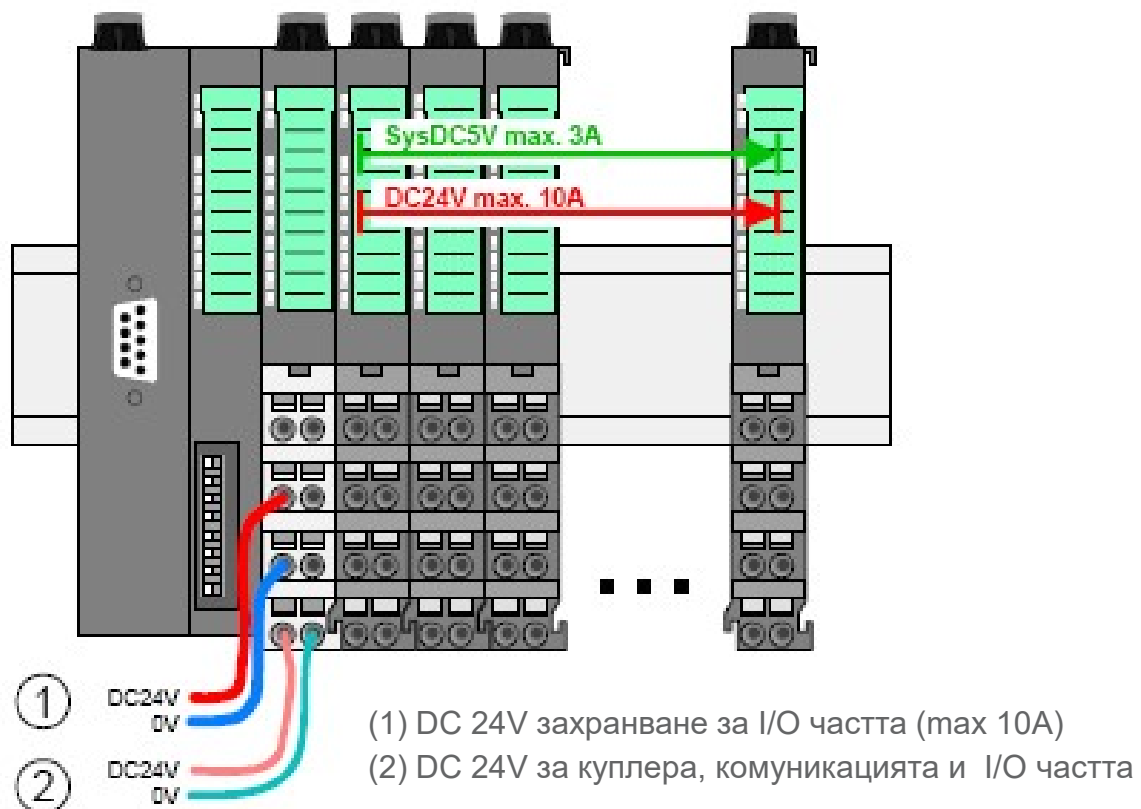 SysDC5V max. 3A
DC24V max. 10A
1 DC24V
0V
2 DC24V
0V
(1) DC 24V захранване за I/O частта (max 10A)
(2) DC 24V за куплера, комуникацията и I/O частта